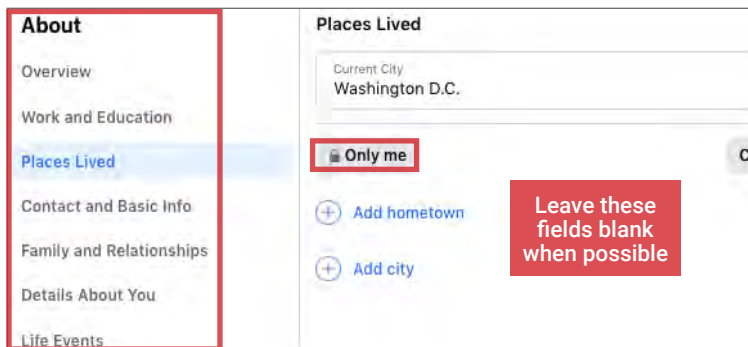 About
Overview
Work and Education
Places Lived
Contact and Basic Info
Family and Relationships
Details About You
Life Events
Places Lived
Current City
Washington D.C.
Only me
C
Add hometown
Add city
Leave these
fields blank
when possible